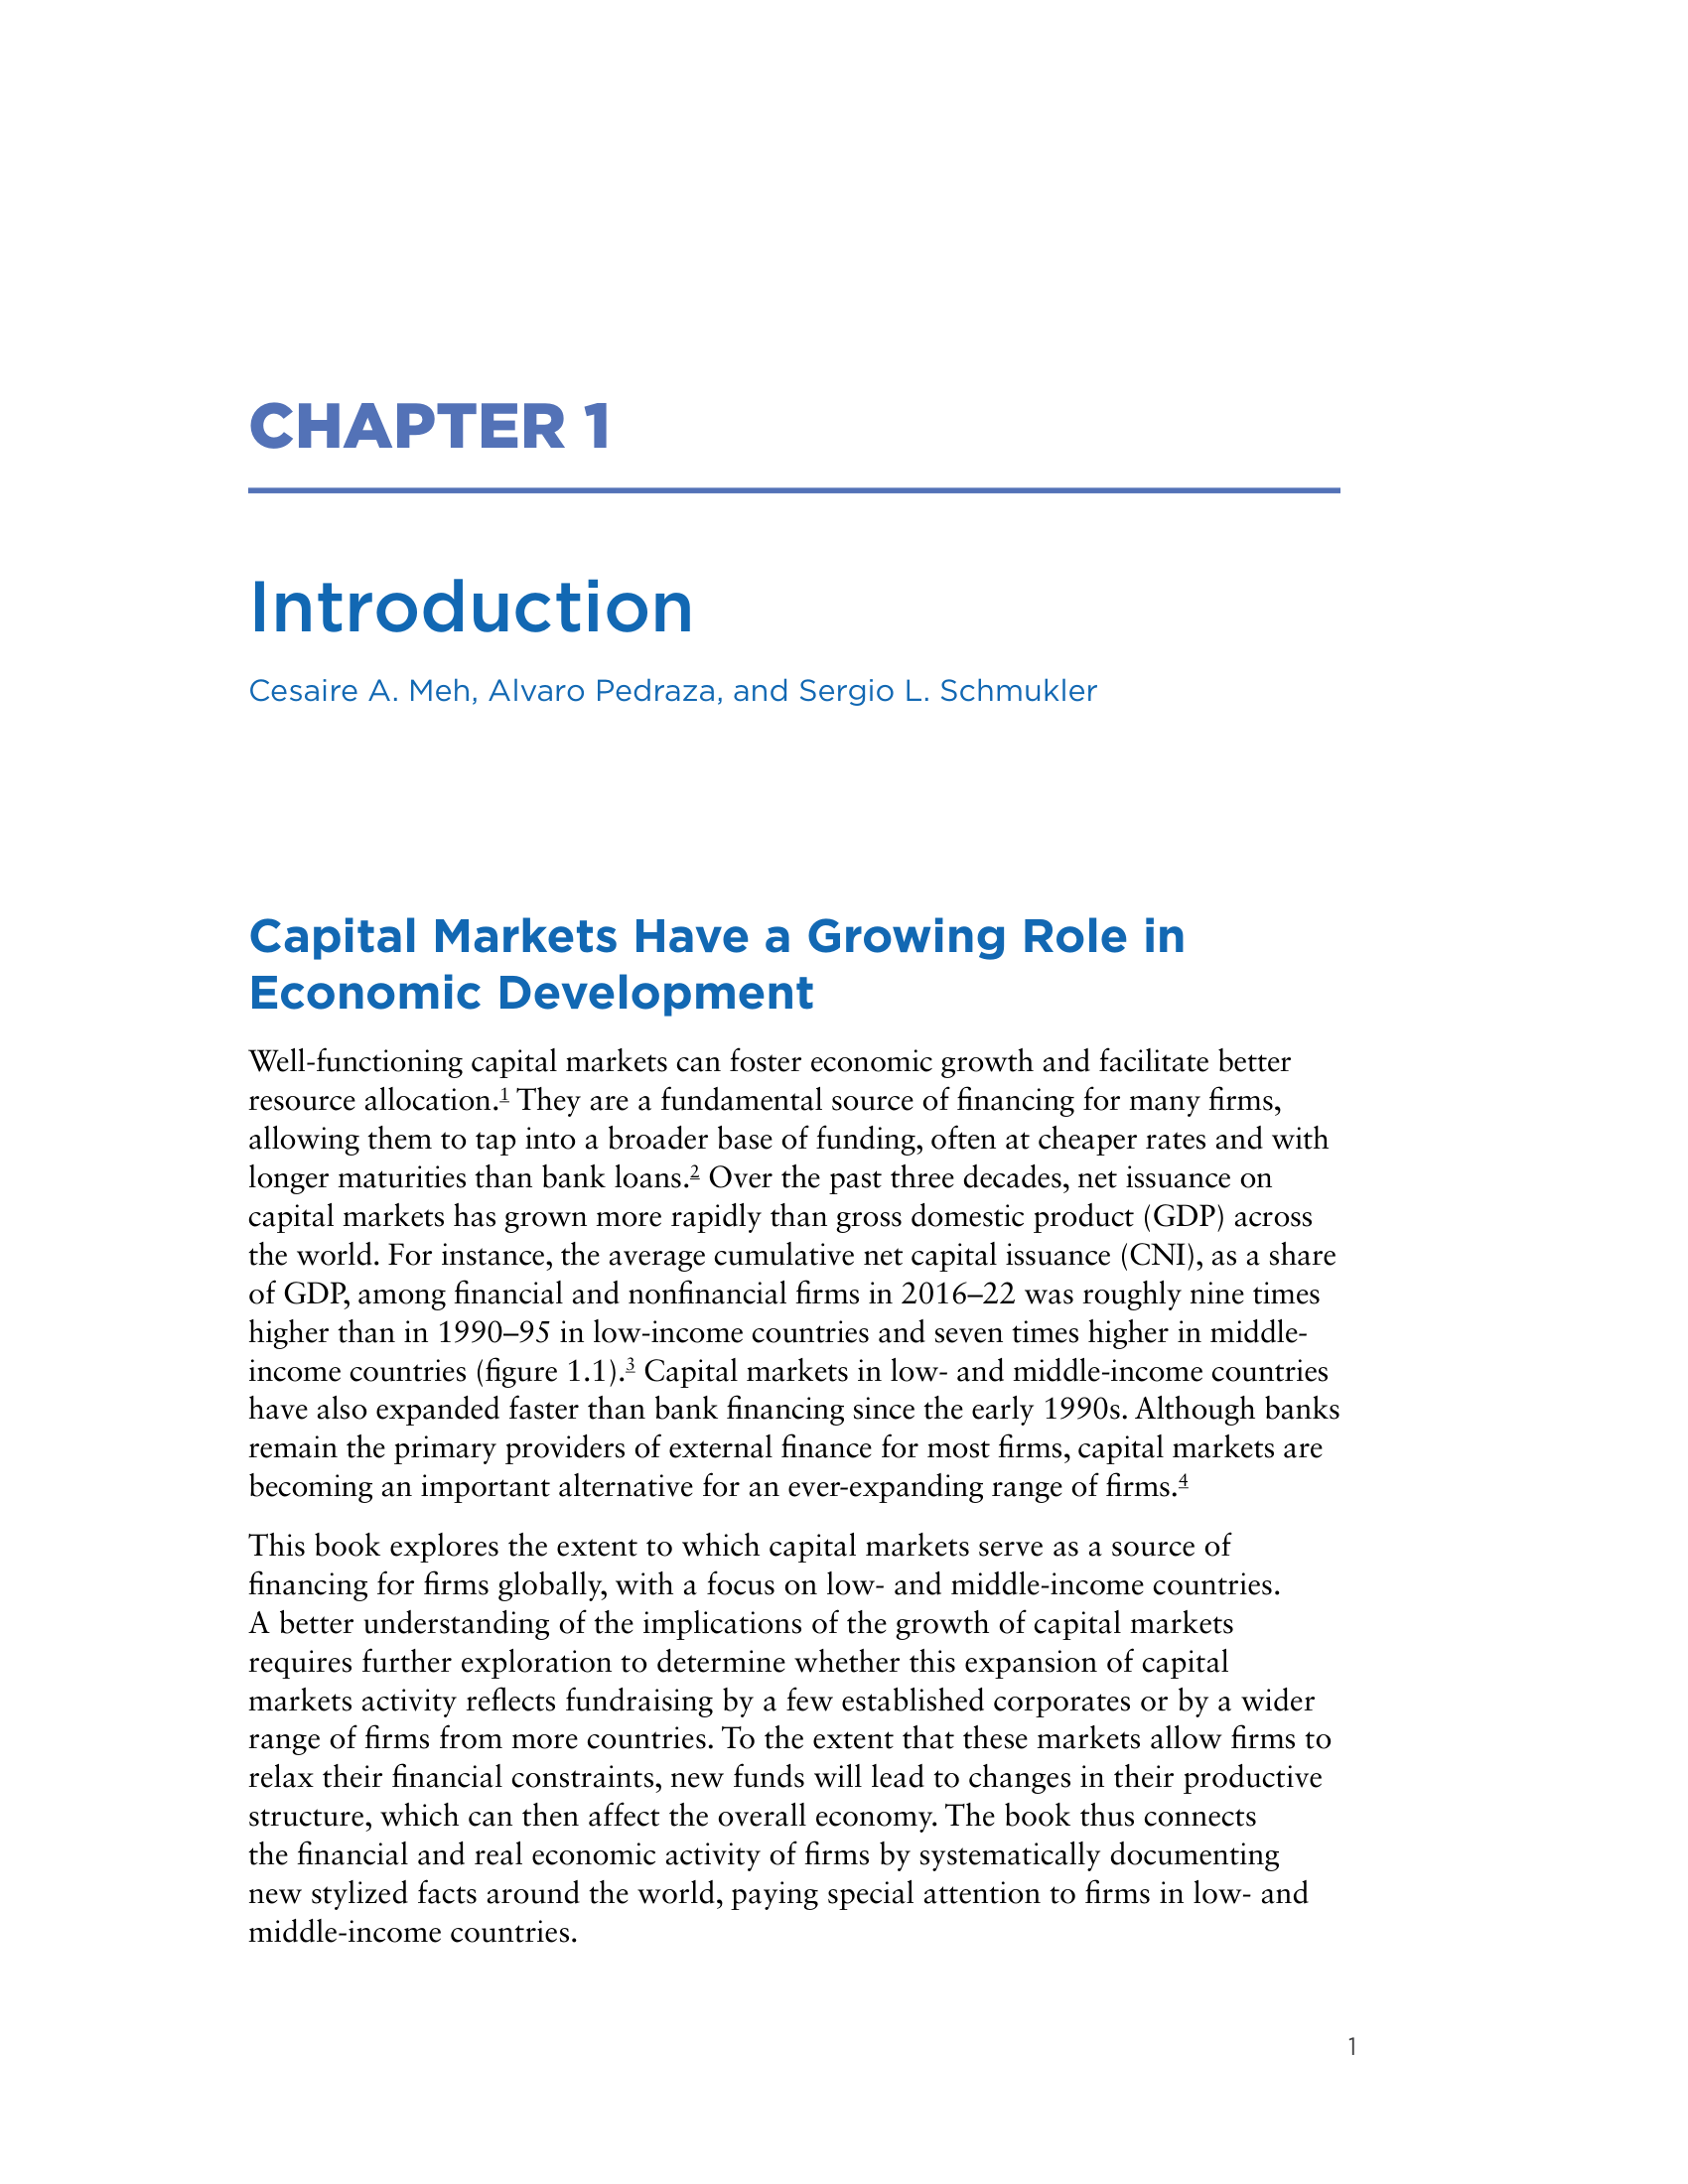 CHAPTER 1
Introduction
Cesaire A. Meh, Alvaro Pedraza, and Sergio L. Schmukler
Capital Markets Have a Growing Role in
Economic Development
Well-functioning capital markets can foster economic growth and facilitate better
resource allocation.1 They are a fundamental source of financing for many firms,
allowing them to tap into a broader base of funding, often at cheaper rates and with
longer maturities than bank loans.2 Over the past three decades, net issuance on
capital markets has grown more rapidly than gross domestic product (GDP) across
the world. For instance, the average cumulative net capital issuance (CNI), as a share
of GDP, among financial and nonfinancial firms in 2016–22 was roughly nine times
higher than in 1990–95 in low-income countries and seven times higher in middle-
income countries (figure 1.1).3 Capital markets in low- and middle-income countries
have also expanded faster than bank financing since the early 1990s. Although banks
remain the primary providers of external finance for most firms, capital markets are
becoming an important alternative for an ever-expanding range of firms.4
This book explores the extent to which capital markets serve as a source of
financing for firms globally, with a focus on low- and middle-income countries.
A better understanding of the implications of the growth of capital markets
requires further exploration to determine whether this expansion of capital
markets activity reflects fundraising by a few established corporates or by a wider
range of firms from more countries. To the extent that these markets allow firms to
relax their financial constraints, new funds will lead to changes in their productive
structure, which can then affect the overall economy. The book thus connects
the financial and real economic activity of firms by systematically documenting
new stylized facts around the world, paying special attention to firms in low- and
middle-income countries.
1